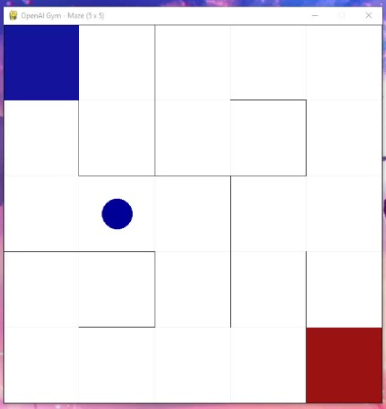 OpenAI Gym - Maze (5 x 5)